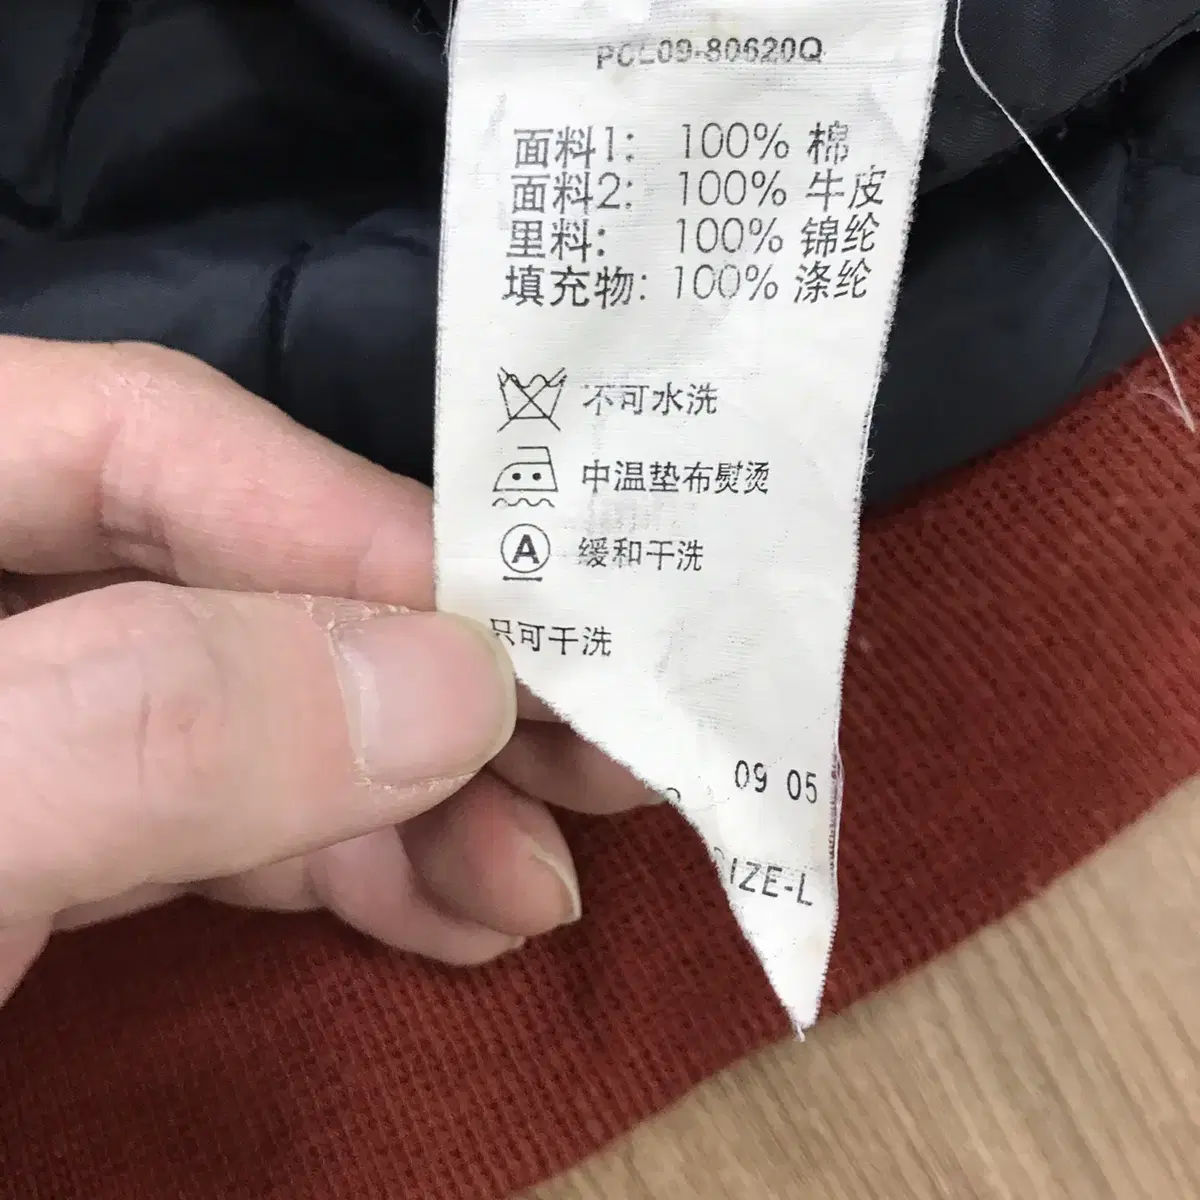 PCL09-80620Q
面料1: 100% 棉
面料2: 100% 牛皮
里料: 100% 锦纶
填充物: 100% 涤纶
不可水洗
中温垫布熨烫
A 缓和干洗
只可干洗
09 05
SIZE-L